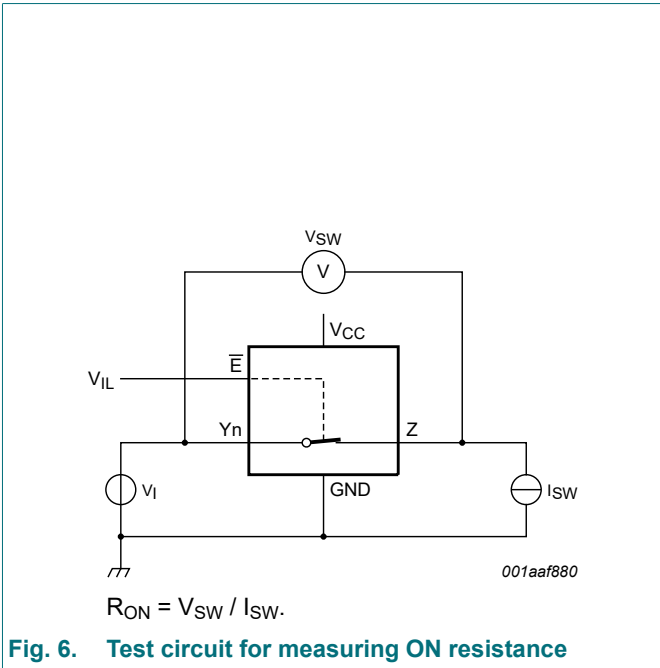 VSW
V
VCC
E
VIL
Yn
Z
VI
GND
ISW
001aaf880
RON = VSW / ISW.
Fig. 6. Test circuit for measuring ON resistance